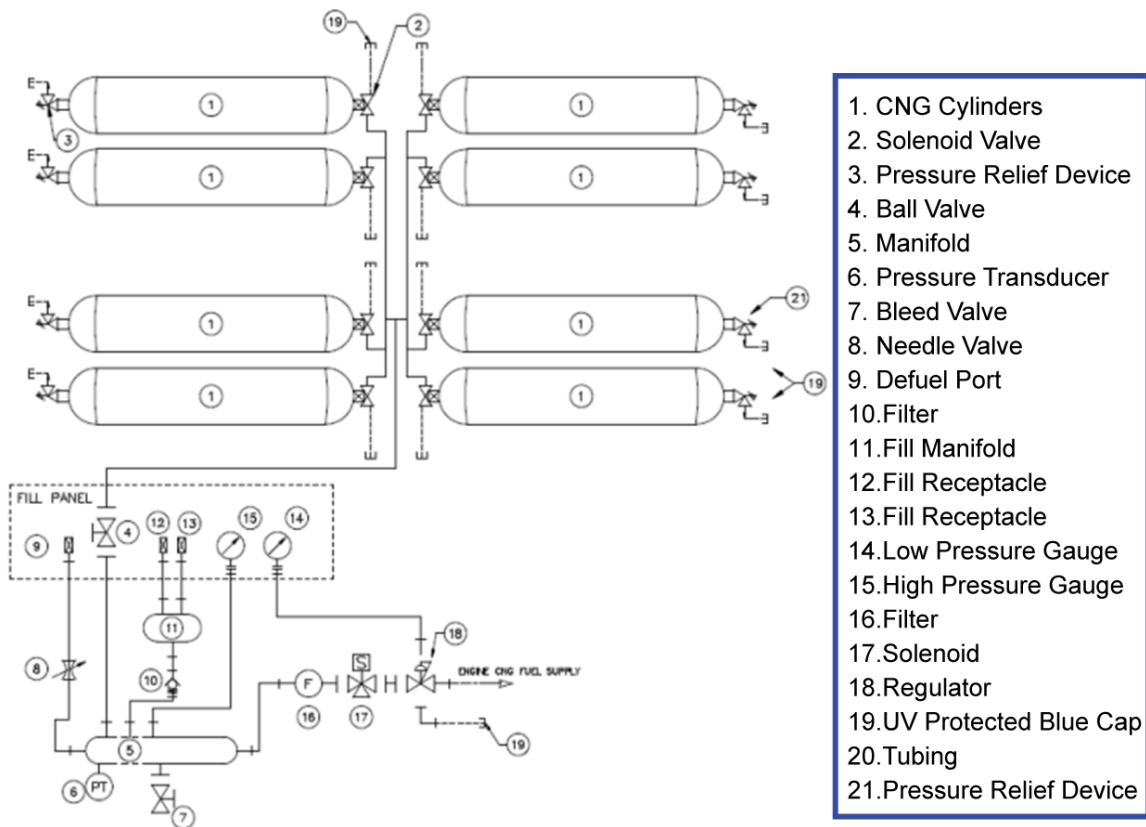 19
2
1
1
3
1
1
1
1
21
1
1
19
FILL PANEL
4
12
13
15
14
9
11
18
8
10
S
ENGINE CNG FUEL SUPPLY
F
16
17
5
19
6
PT
7
1. CNG Cylinders
2. Solenoid Valve
3. Pressure Relief Device
4. Ball Valve
5. Manifold
6. Pressure Transducer
7. Bleed Valve
8. Needle Valve
9. Defuel Port
10.Filter
11.Fill Manifold
12.Fill Receptacle
13.Fill Receptacle
14.Low Pressure Gauge
15.High Pressure Gauge
16.Filter
17.Solenoid
18.Regulator
19.UV Protected Blue Cap
20.Tubing
21.Pressure Relief Device